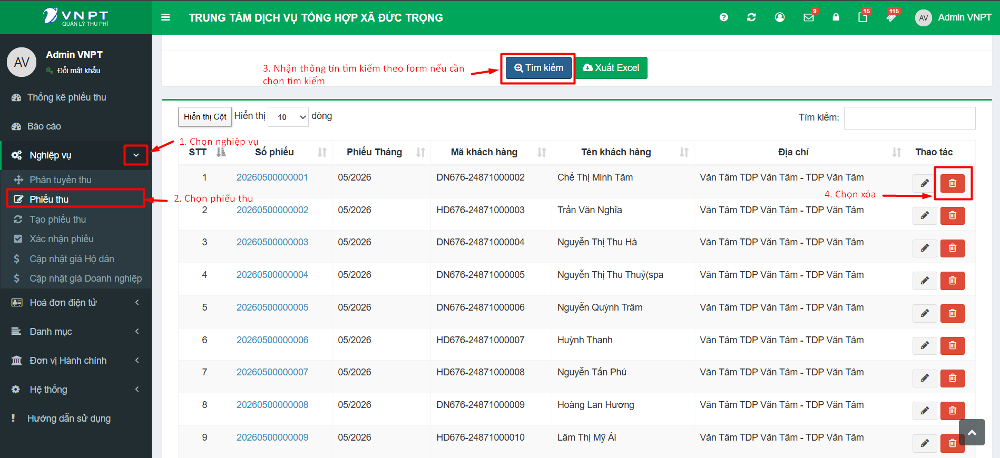 VNPT
QUẢN LÝ THU PHÍ
TRUNG TÂM DỊCH VỤ TỔNG HỢP XÃ ĐỨC TRỌNG
9
15
115
AV
Admin VNPT
AV
Admin VNPT
Đổi mật khẩu
Thống kê phiếu thu
Báo cáo
Nghiệp vụ
Phân tuyến thu
Phiếu thu
Tạo phiếu thu
Xác nhận phiếu
Cập nhật giá Hộ dân
Cập nhật giá Doanh nghiệp
Hoá đơn điện tử
Danh mục
Đơn vị Hành chính
Hệ thống
Hướng dẫn sử dụng
3. Nhận thông tin tìm kiếm theo form nếu cần
chọn tìm kiếm
Tìm kiếm
Xuất Excel
Hiển thị Cột Hiển thị 10 dòng
Tìm kiếm:
1. Chọn nghiệp vụ
2. Chọn phiếu thu
4. Chọn xóa
STT Số phiếu Phiếu Tháng Mã khách hàng Tên khách hàng Địa chỉ Thao tác
1 20260500000001 05/2026 DN676-24871000002 Chế Thị Minh Tâm Văn Tâm TDP Văn Tâm - TDP Văn Tâm
2 20260500000002 05/2026 HD676-24871000003 Trần Văn Nghĩa Văn Tâm TDP Văn Tâm - TDP Văn Tâm
3 20260500000003 05/2026 DN676-24871000004 Nguyễn Thị Thu Hà Văn Tâm TDP Văn Tâm - TDP Văn Tâm
4 20260500000004 05/2026 DN676-24871000005 Nguyễn Thị Thu Thuỷ(spa Văn Tâm TDP Văn Tâm - TDP Văn Tâm
5 20260500000005 05/2026 DN676-24871000006 Nguyễn Quỳnh Trâm Văn Tâm TDP Văn Tâm - TDP Văn Tâm
6 20260500000006 05/2026 HD676-24871000007 Huỳnh Thanh Văn Tâm TDP Văn Tâm - TDP Văn Tâm
7 20260500000007 05/2026 HD676-24871000008 Nguyễn Tấn Phú Văn Tâm TDP Văn Tâm - TDP Văn Tâm
8 20260500000008 05/2026 DN676-24871000009 Hoàng Lan Hương Văn Tâm TDP Văn Tâm - TDP Văn Tâm
9 20260500000009 05/2026 HD676-24871000010 Lâm Thị Mỹ Ái Văn Tâm TDP Văn Tâm - TDP Văn Tâm